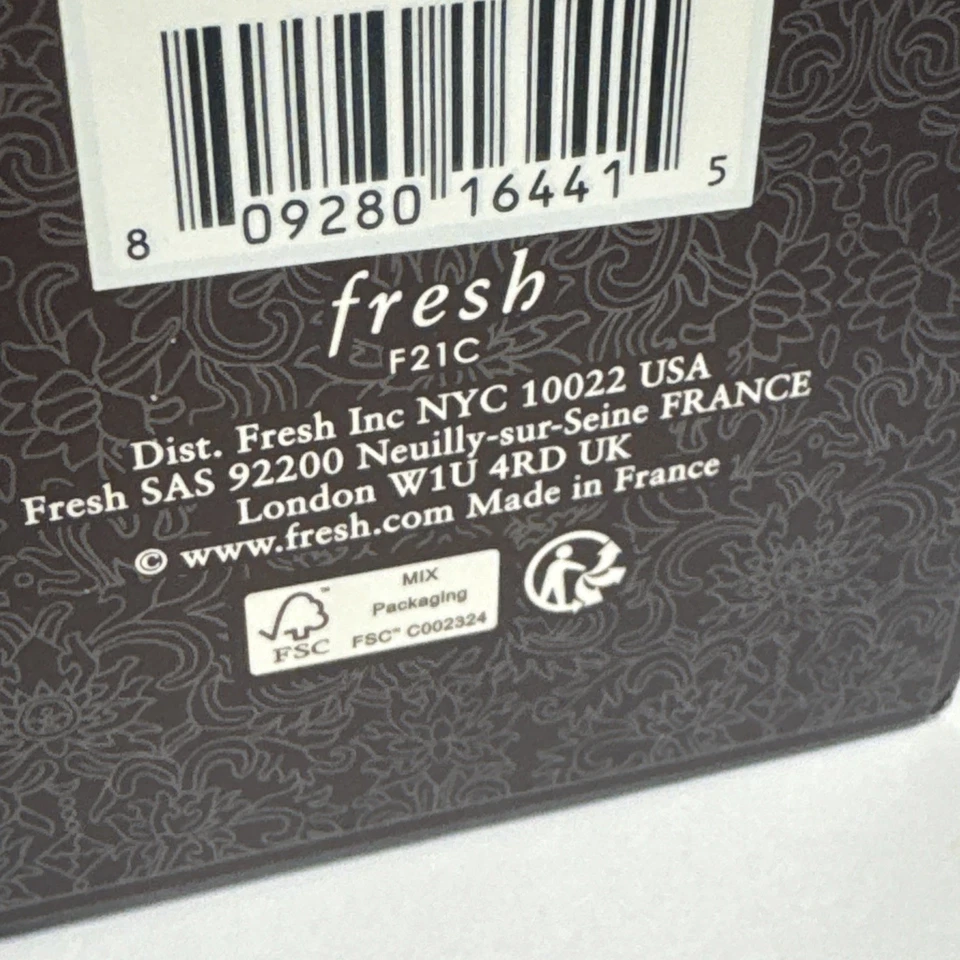 8 09280 16441 5
fresh
F21C
Dist. Fresh Inc NYC 10022 USA
Fresh SAS 92200 Neuilly-sur-Seine FRANCE
London W1U 4RD UK
© www.fresh.com Made in France
FSC™
MIX
Packaging
FSC™ C002324